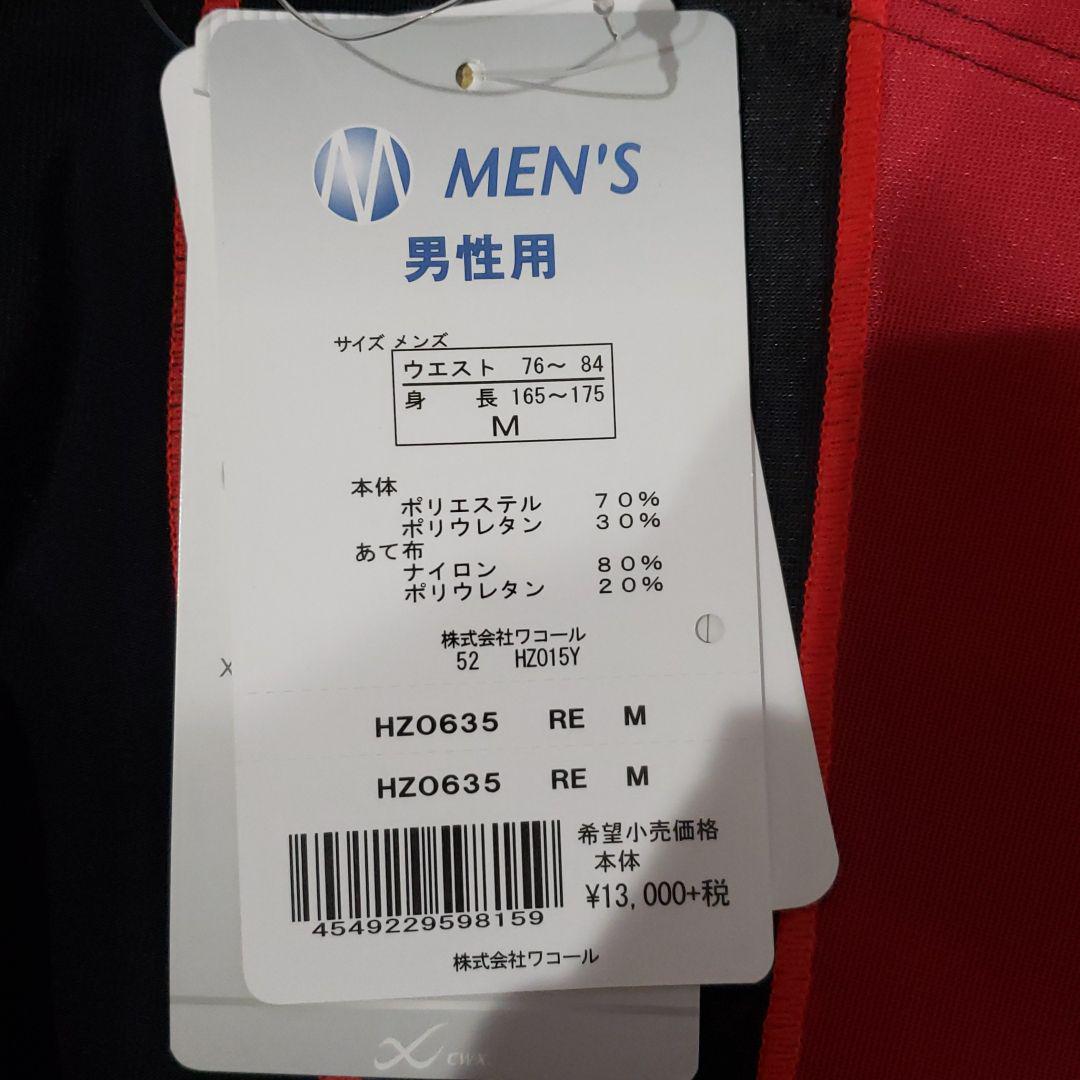 MEN'S
男性用
サイズ メンズ
ウエスト 76～ 84
身 長 165～175
M
本体
ポリエステル 70%
ポリウレタン 30%
あて布
ナイロン 80%
ポリウレタン 20%
株式会社ワコール
52 HZO15Y
HZO635 RE M
HZO635 RE M
希望小売価格
本体
¥13,000+税
4549229598159
株式会社ワコール
CW-X